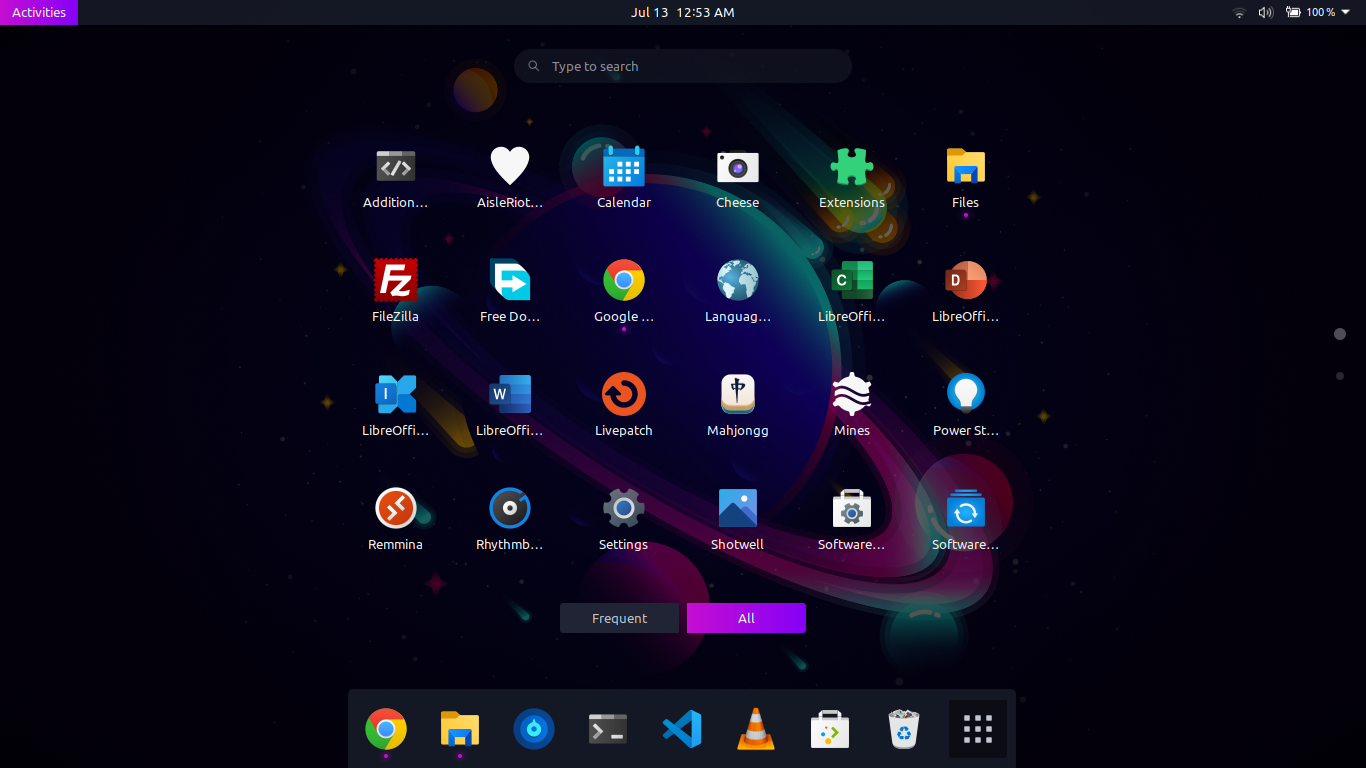 Activities
Jul 13 12:53 AM
100 %
Type to search
Addition...
AisleRiot...
Calendar
Cheese
Extensions
Files
FileZilla
Free Do...
Google ...
Languag...
LibreOffi...
LibreOffi...
LibreOffi...
LibreOffi...
Livepatch
Mahjongg
Mines
Power St...
Remmina
Rhythmb...
Settings
Shotwell
Software...
Software...
Frequent
All